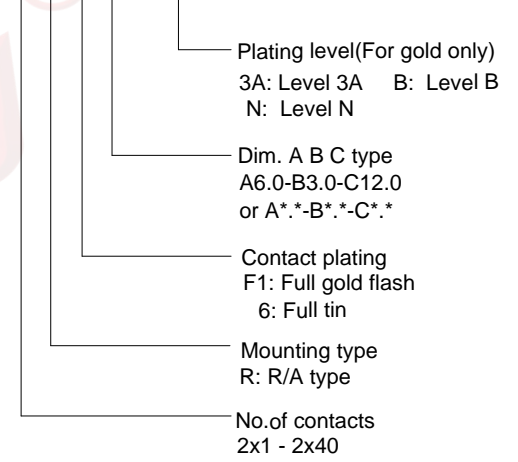 Plating level(For gold only)
3A: Level 3A B: Level B
N: Level N
Dim. A B C type
A6.0-B3.0-C12.0
or A*.*-B*.*-C*.*
Contact plating
F1: Full gold flash
6: Full tin
Mounting type
R: R/A type
No.of contacts
2x1 - 2x40